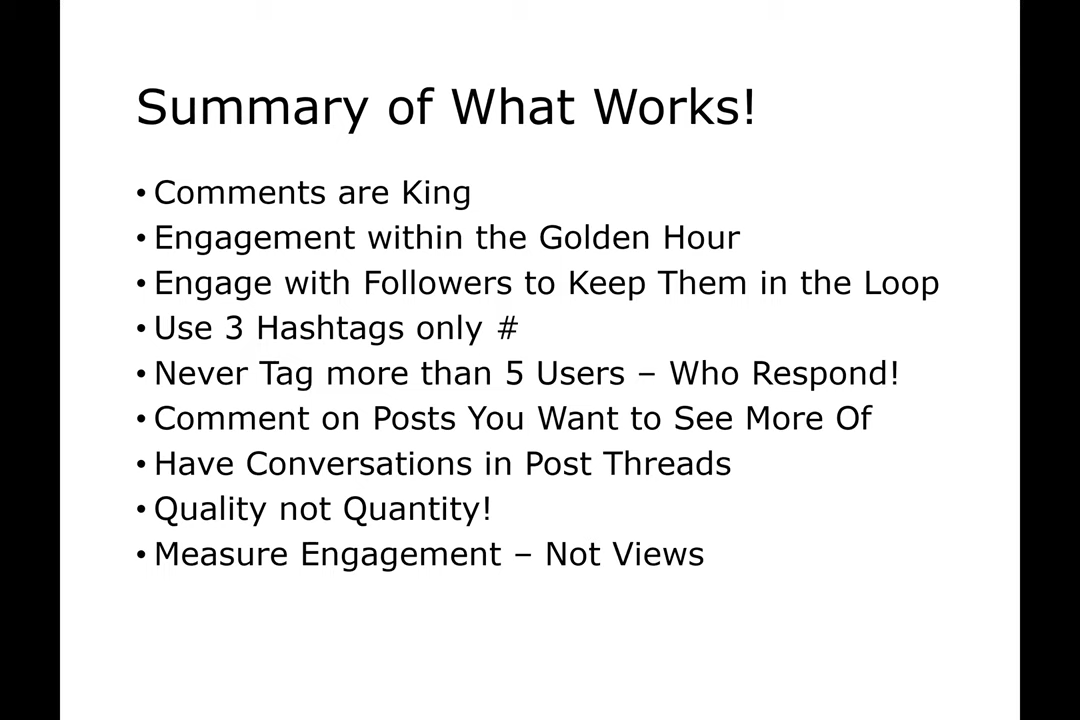 Summary of What Works!
• Comments are King
• Engagement within the Golden Hour
• Engage with Followers to Keep Them in the Loop
• Use 3 Hashtags only #
• Never Tag more than 5 Users – Who Respond!
• Comment on Posts You Want to See More Of
• Have Conversations in Post Threads
• Quality not Quantity!
• Measure Engagement – Not Views